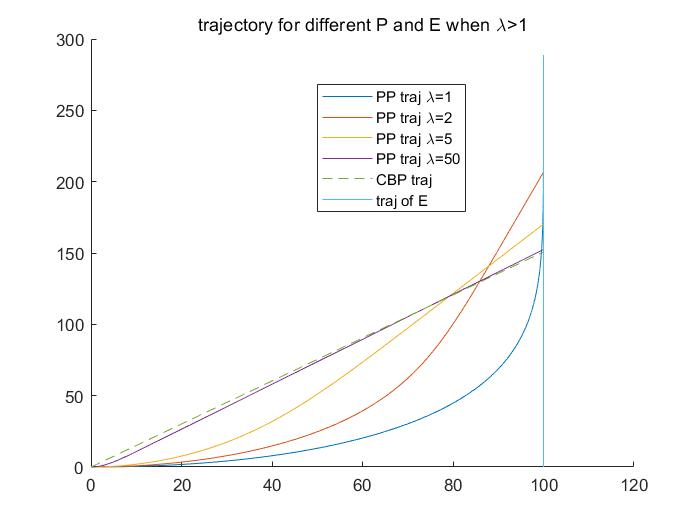 trajectory for different P and E when λ>1
300
250
200
150
100
50
0
PP traj λ=1
PP traj λ=2
PP traj λ=5
PP traj λ=50
CBP traj
traj of E
0 20 40 60 80 100 120